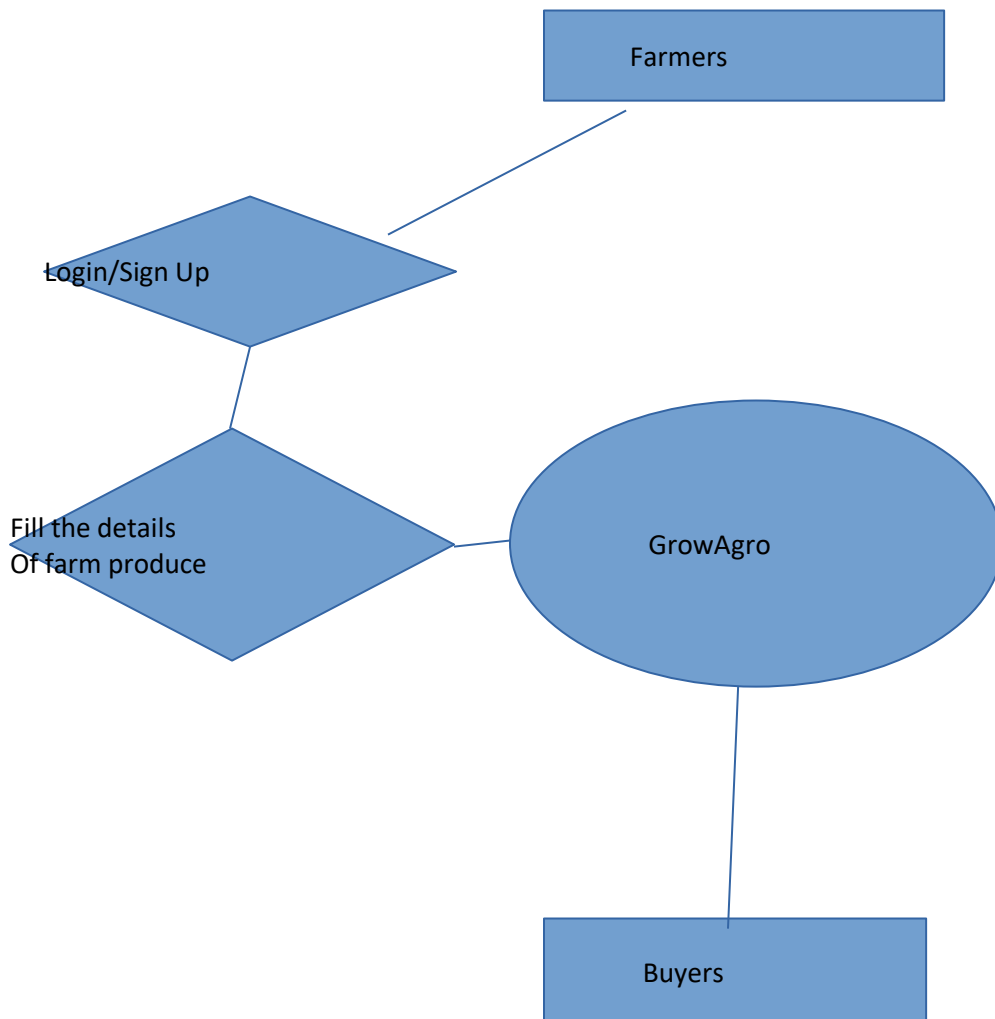 Farmers
Login/Sign Up
Fill the details
Of farm produce
GrowAgro
Buyers